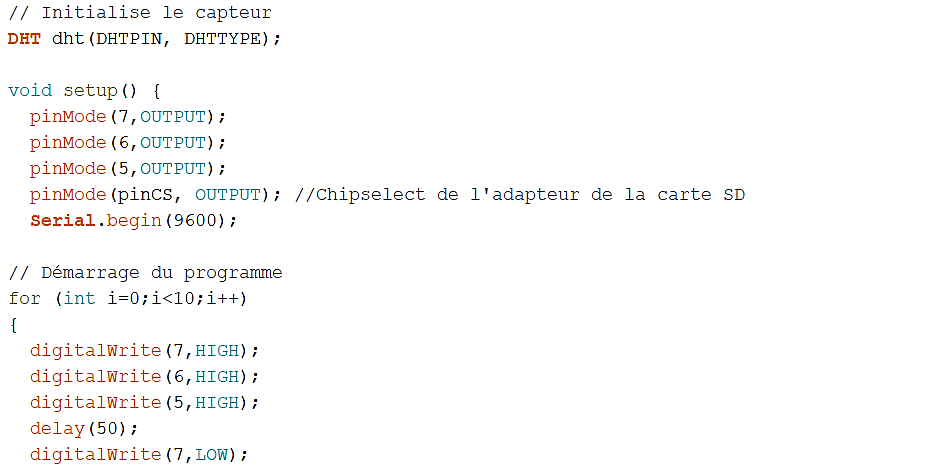 // Initialise le capteur
DHT dht(DHTPIN, DHTTYPE);

void setup() {
  pinMode(7,OUTPUT);
  pinMode(6,OUTPUT);
  pinMode(5,OUTPUT);
  pinMode(pinCS, OUTPUT); //Chipselect de l'adapteur de la carte SD
  Serial.begin(9600);

// Démarrage du programme
for (int i=0;i<10;i++)
{
  digitalWrite(7,HIGH);
  digitalWrite(6,HIGH);
  digitalWrite(5,HIGH);
  delay(50);
  digitalWrite(7,LOW);